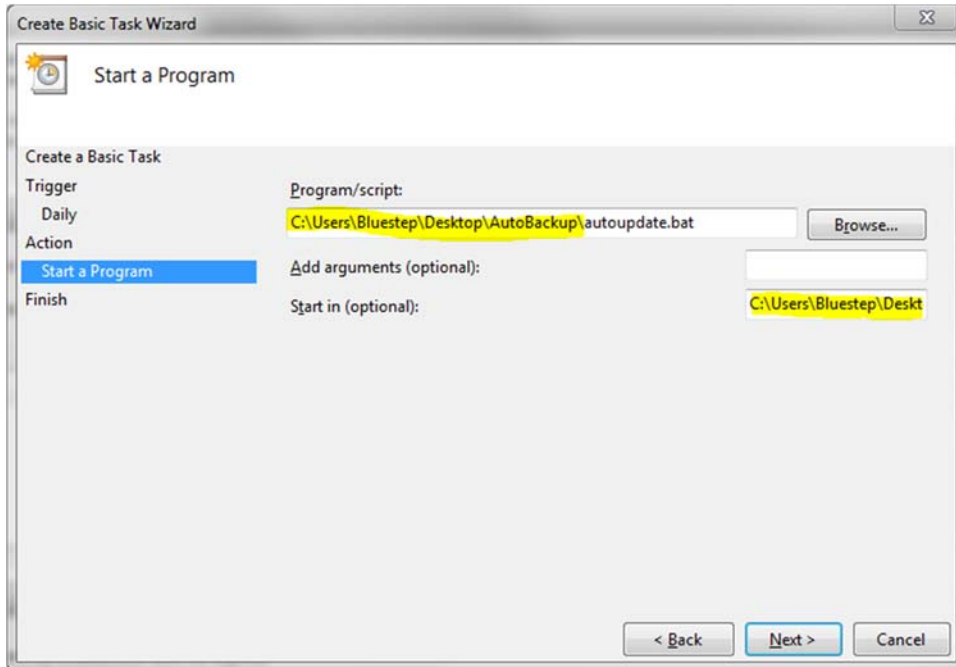 Create Basic Task Wizard
Start a Program
Create a Basic Task
Trigger
Daily
Action
Start a Program
Finish
Program/script:
C:\Users\Bluestep\Desktop\AutoBackup\autoupdate.bat
Browse...
Add arguments (optional):
Start in (optional):
C:\Users\Bluestep\Deskt
< Back
Next >
Cancel